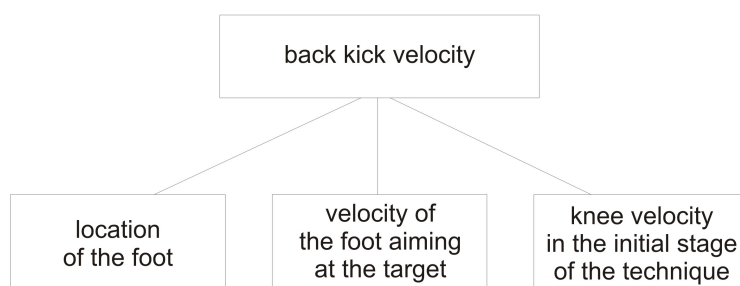 back kick velocity
location
of the foot
velocity of
the foot aiming
at the target
knee velocity
in the initial stage
of the technique